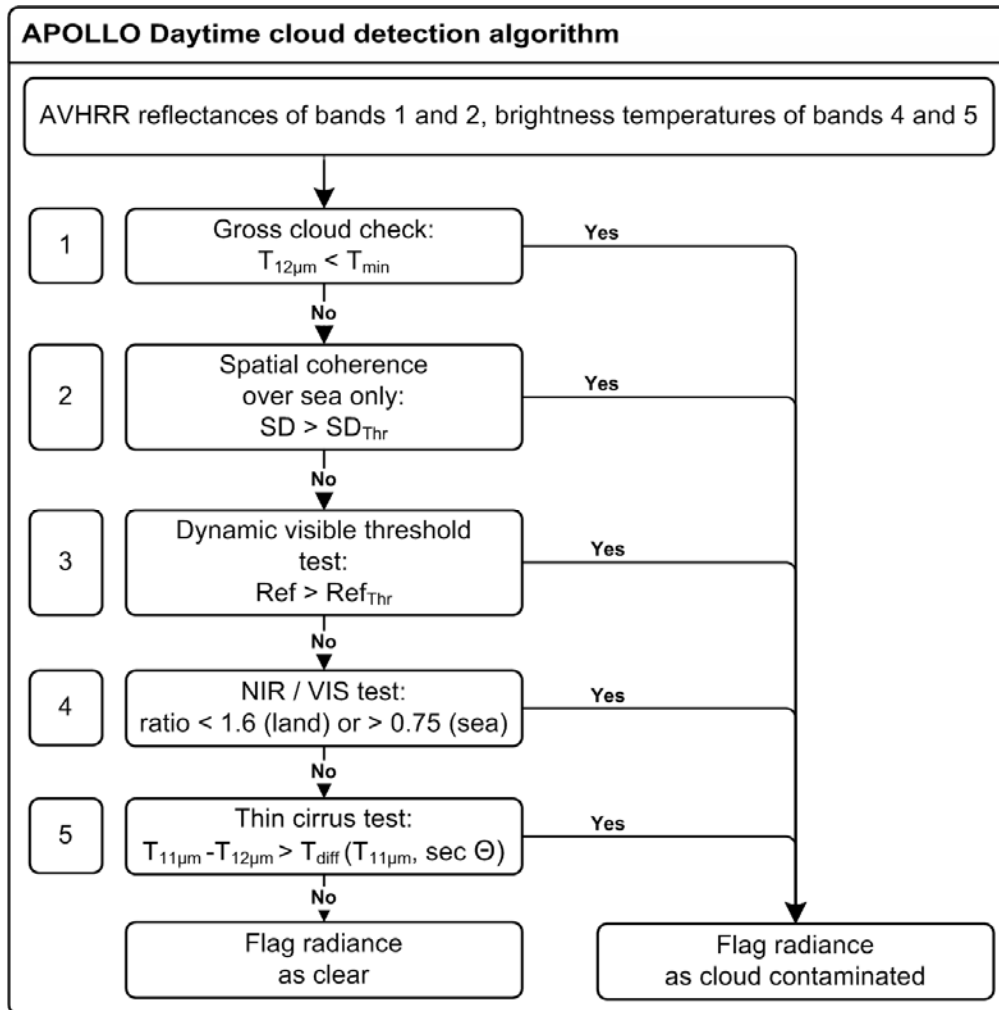 APOLLO Daytime cloud detection algorithm
AVHRR reflectances of bands 1 and 2, brightness temperatures of bands 4 and 5
1
Gross cloud check:
T12µm < Tmin
Yes
No
2
Spatial coherence
over sea only:
SD > SDThr
Yes
No
3
Dynamic visible threshold
test:
Ref > RefThr
Yes
No
4
NIR / VIS test:
ratio < 1.6 (land) or > 0.75 (sea)
Yes
No
5
Thin cirrus test:
T11µm -T12µm > Tdiff (T11µm, sec Θ)
Yes
No
Flag radiance
as clear
Flag radiance
as cloud contaminated